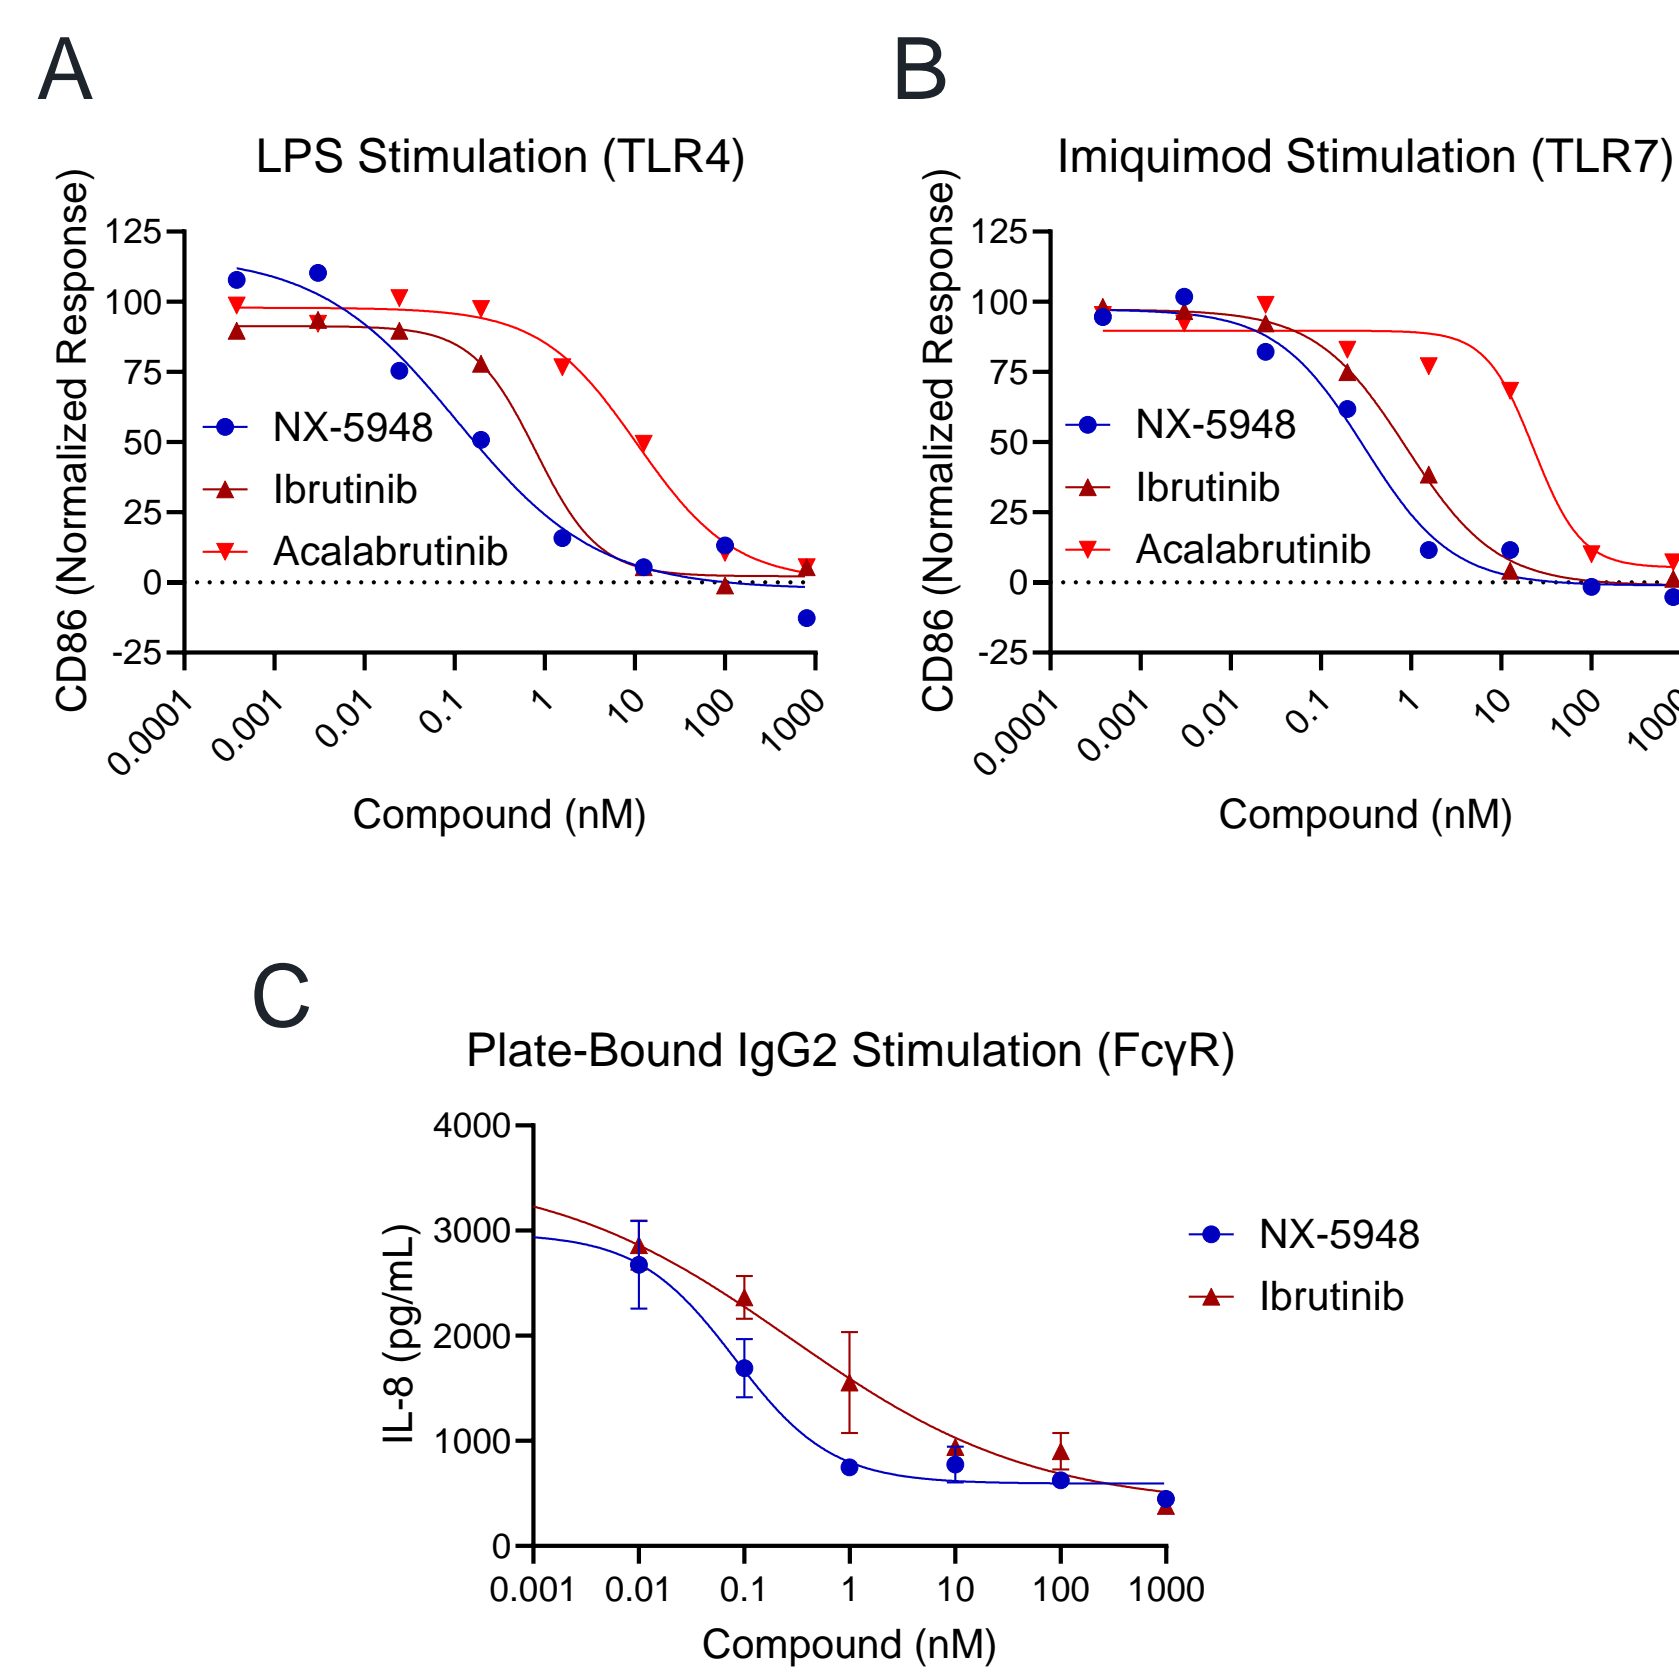 A
LPS Stimulation (TLR4)
CD86 (Normalized Response)
125
100
75
50
25
0
-25
NX-5948
Ibrutinib
Acalabrutinib
0.0001
0.001
0.01
0.1
1
10
100
1000
Compound (nM)
B
Imiquimod Stimulation (TLR7)
CD86 (Normalized Response)
125
100
75
50
25
0
-25
NX-5948
Ibrutinib
Acalabrutinib
0.0001
0.001
0.01
0.1
1
10
100
1000
Compound (nM)
C
Plate-Bound IgG2 Stimulation (FcγR)
IL-8 (pg/mL)
4000
3000
2000
1000
0
NX-5948
Ibrutinib
0.001 0.01 0.1 1 10 100 1000
Compound (nM)